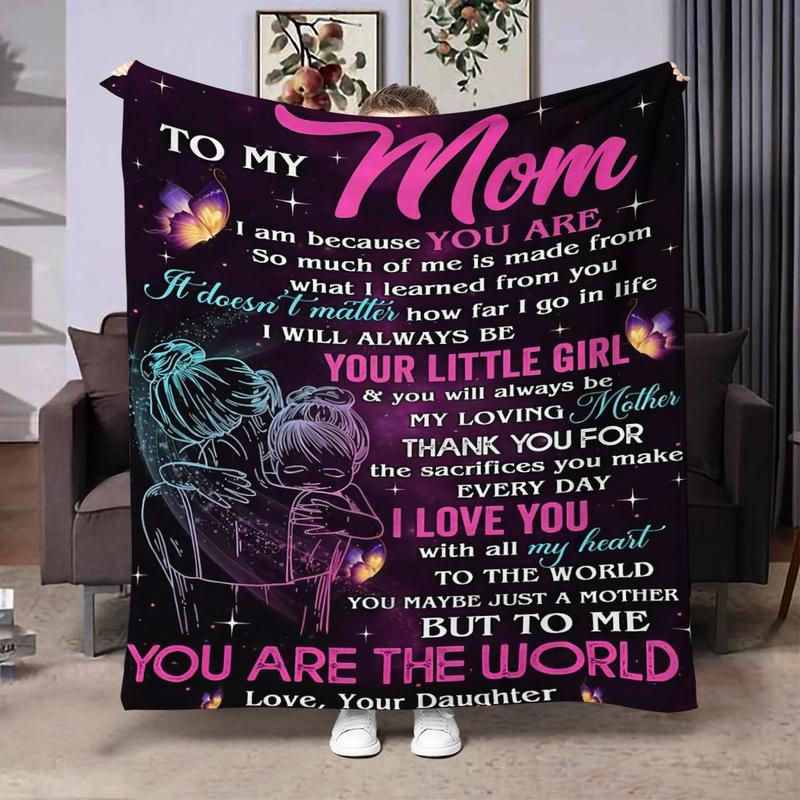 TO MY Mom
I am because YOU ARE
So much of me is made from
what I learned from you
It doesn't matter how far I go in life
I WILL ALWAYS BE
YOUR LITTLE GIRL
& you will always be
MY LOVING Mother
THANK YOU FOR
the sacrifices you make
EVERY DAY
I LOVE YOU
with all my heart
TO THE WORLD
YOU MAYBE JUST A MOTHER
BUT TO ME
YOU ARE THE WORLD
Love, Your Daughter